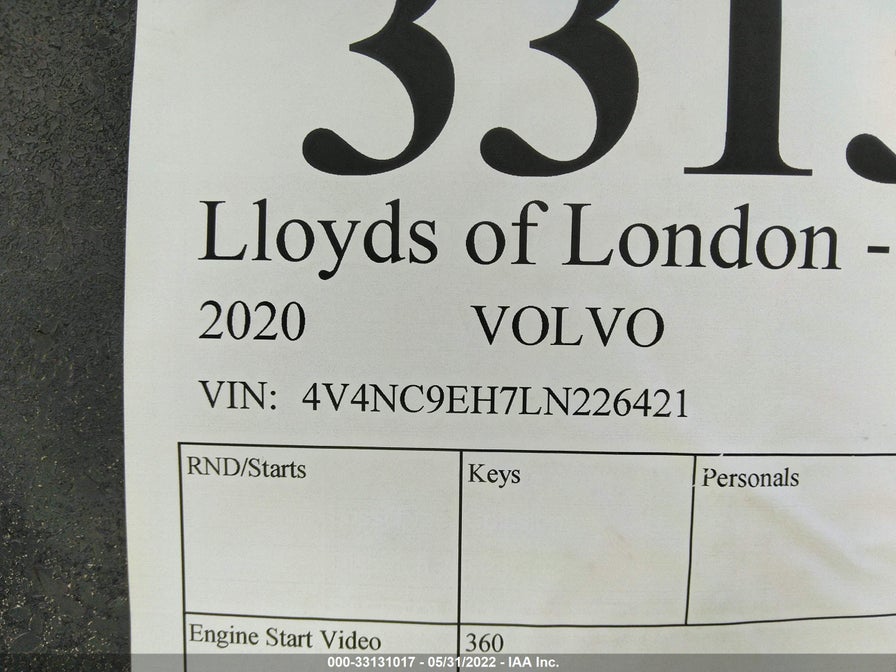 331
Lloyds of London -
2020 VOLVO
VIN: 4V4NC9EH7LN226421
RND/Starts Keys Personals
Engine Start Video 360
000-33131017 - 05/31/2022 - IAA Inc.